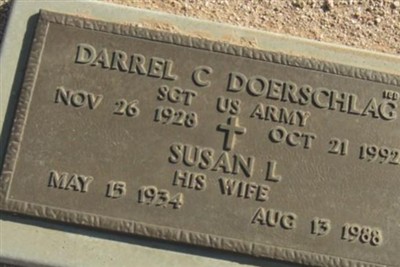 DARREL C DOERSCHLAG
SGT US ARMY
NOV 26 1928 OCT 21 1992
SUSAN L
HIS WIFE
MAY 15 1934 AUG 13 1988